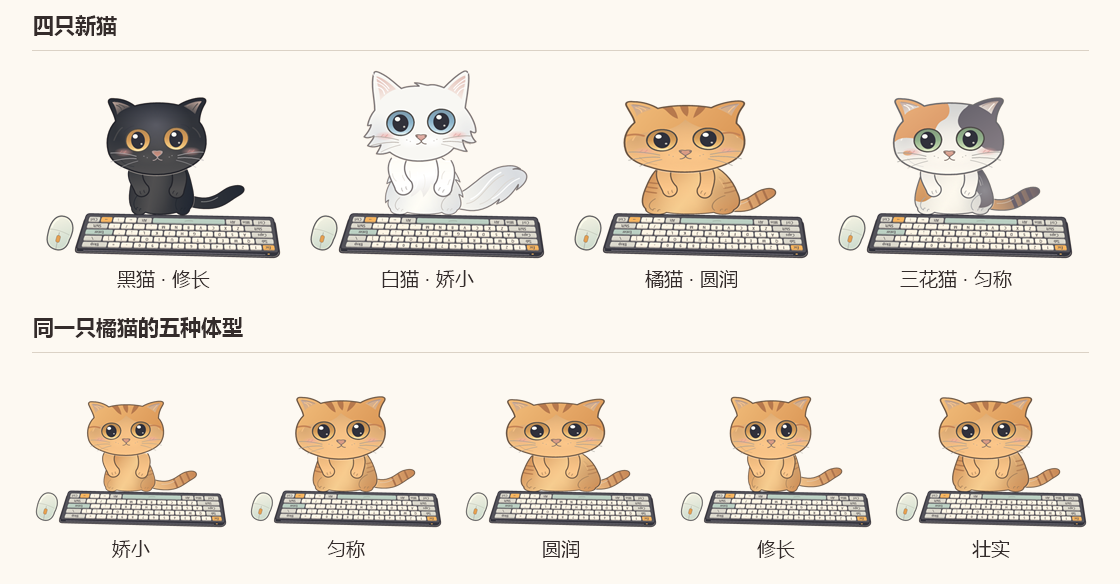 四只新猫
黑猫 · 修长
白猫 · 娇小
橘猫 · 圆润
三花猫 · 匀称
同一只橘猫的五种体型
娇小
匀称
圆润
修长
壮实